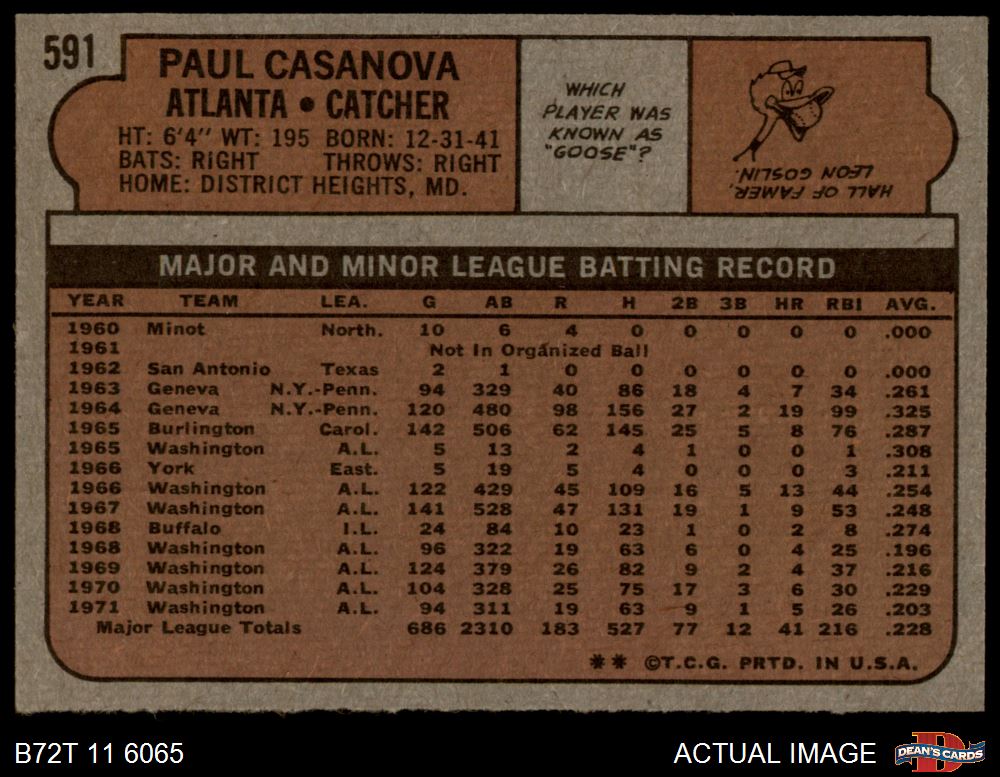 591
PAUL CASANOVA
ATLANTA • CATCHER
HT: 6'4" WT: 195 BORN: 12-31-41
BATS: RIGHT THROWS: RIGHT
HOME: DISTRICT HEIGHTS, MD.
WHICH
PLAYER WAS
KNOWN AS
"GOOSE"?
HALL OF FAMER,
LEON GOSLIN.
MAJOR AND MINOR LEAGUE BATTING RECORD
YEAR TEAM LEA. G AB R H 2B 3B HR RBI AVG.
1960 Minot North. 10 6 4 0 0 0 0 0 .000
1961 Not In Organized Ball
1962 San Antonio Texas 2 1 0 0 0 0 0 0 .000
1963 Geneva N.Y.-Penn. 94 329 40 86 18 4 7 34 .261
1964 Geneva N.Y.-Penn. 120 480 98 156 27 2 19 99 .325
1965 Burlington Carol. 142 506 62 145 25 5 8 76 .287
1965 Washington A.L. 5 13 2 4 1 0 0 1 .308
1966 York East. 5 19 5 4 0 0 0 3 .211
1966 Washington A.L. 122 429 45 109 16 5 13 44 .254
1967 Washington A.L. 141 528 47 131 19 1 9 53 .248
1968 Buffalo I.L. 24 84 10 23 1 0 2 8 .274
1968 Washington A.L. 96 322 19 63 6 0 4 25 .196
1969 Washington A.L. 124 379 26 82 9 2 4 37 .216
1970 Washington A.L. 104 328 25 75 17 3 6 30 .229
1971 Washington A.L. 94 311 19 63 9 1 5 26 .203
Major League Totals 686 2310 183 527 77 12 41 216 .228
** ©T.C.G. PRTD. IN U.S.A.
B72T 11 6065
ACTUAL IMAGE
D
DEAN'S CARDS